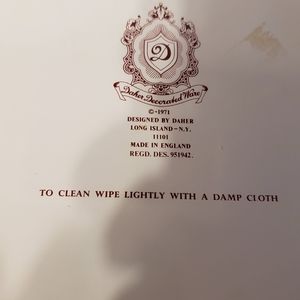 D
Daher Decorated Ware
©-1971
DESIGNED BY DAHER
LONG ISLAND-N.Y.
11101
MADE IN ENGLAND
REGD. DES. 951942.
TO CLEAN WIPE LIGHTLY WITH A DAMP CLOTH